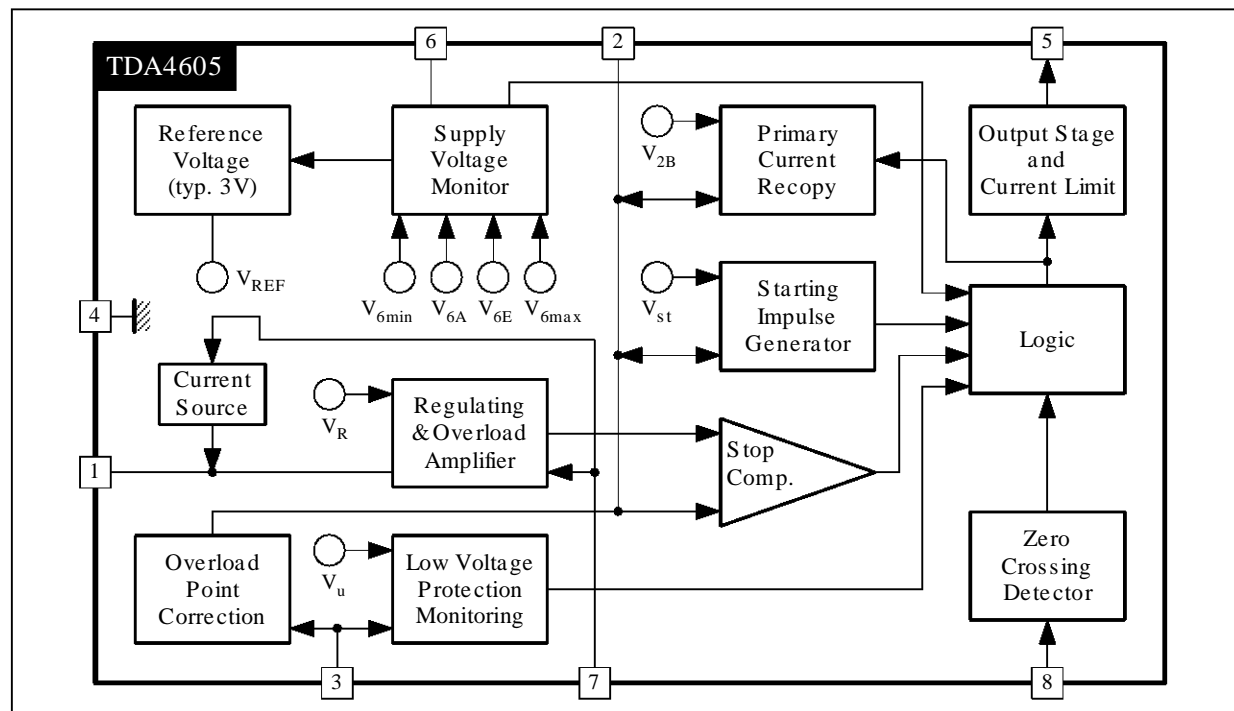 6
2
5
TDA4605
Reference
Voltage
(typ. 3V)
Supply
Voltage
Monitor
V2B
Primary
Current
Recopy
Output Stage
and
Current Limit
VREF
V6min
V6A
V6E
V6max
Vst
Starting
Impulse
Generator
Logic
4
Current
Source
VR
Regulating
&Overload
Amplifier
Stop
Comp.
1
Overload
Point
Correction
Vu
Low Voltage
Protection
Monitoring
Zero
Crossing
Detector
3
7
8